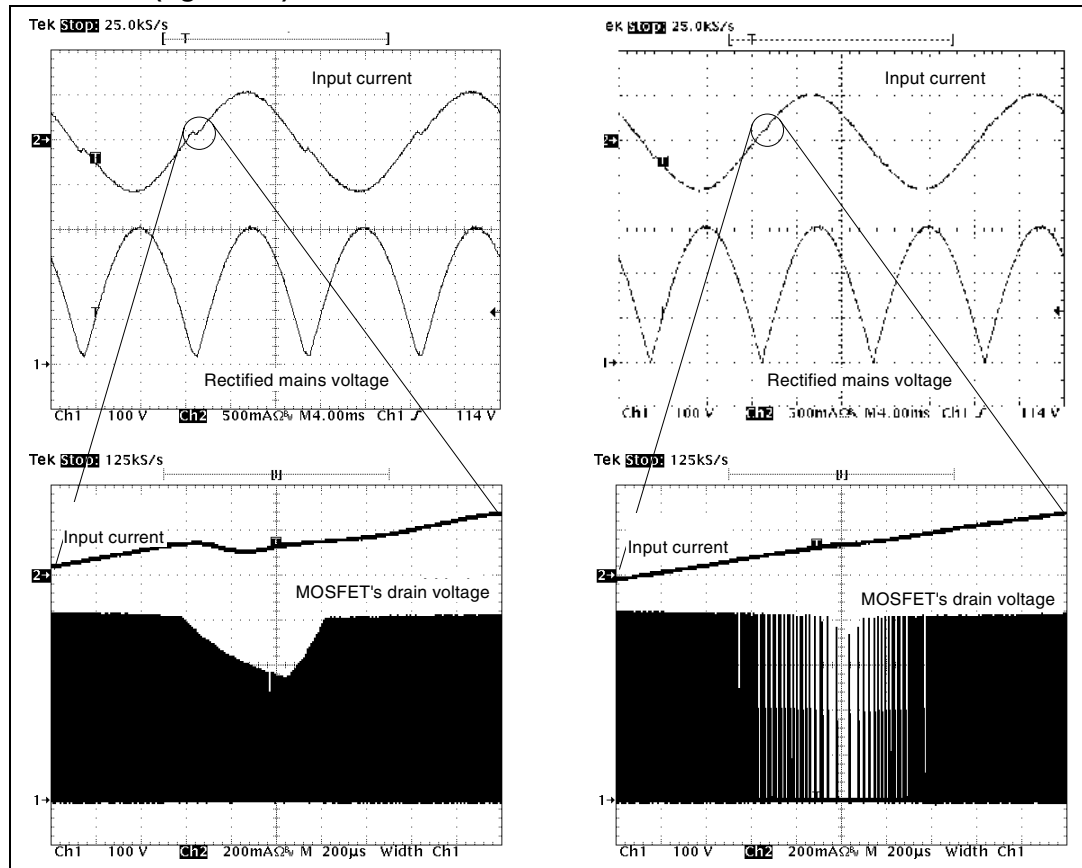 Tek Stop: 25.0kS/s
[ T ]
Input current
2→
T
T
Rectified mains voltage
1→
Ch1 100 V Ch2 500mAΩ M4.00ms Ch1 114 V
ek Stop: 25.0kS/s
[ T ]
Input current
2→
T
Rectified mains voltage
1→
Ch1 100 V Ch2 500mAΩ M4.00ms Ch1 114 V
Tek Stop: 125kS/s
[ ]
Input current
T
2→
MOSFET's drain voltage
1→
Ch1 100 V Ch2 200mAΩ M 200µs Width Ch1
Tek Stop: 125kS/s
[ ]
Input current
T
2→
MOSFET's drain voltage
1→
Ch1 100 V Ch2 200mAΩ M 200µs Width Ch1